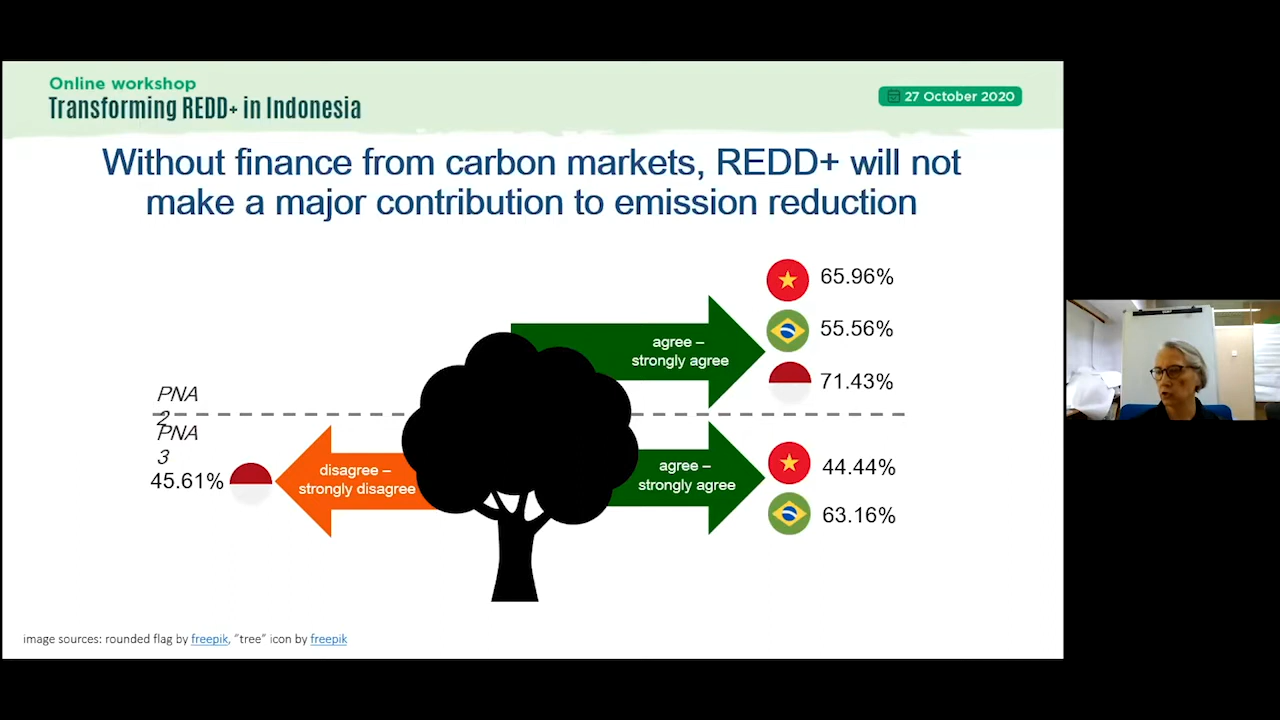 Online workshop
Transforming REDD+ in Indonesia
27 October 2020
Without finance from carbon markets, REDD+ will not
make a major contribution to emission reduction
65.96%
agree –
strongly agree
55.56%
71.43%
PNA
2
PNA
3
45.61%
disagree –
strongly disagree
agree –
strongly agree
44.44%
63.16%
image sources: rounded flag by freepik, “tree” icon by freepik